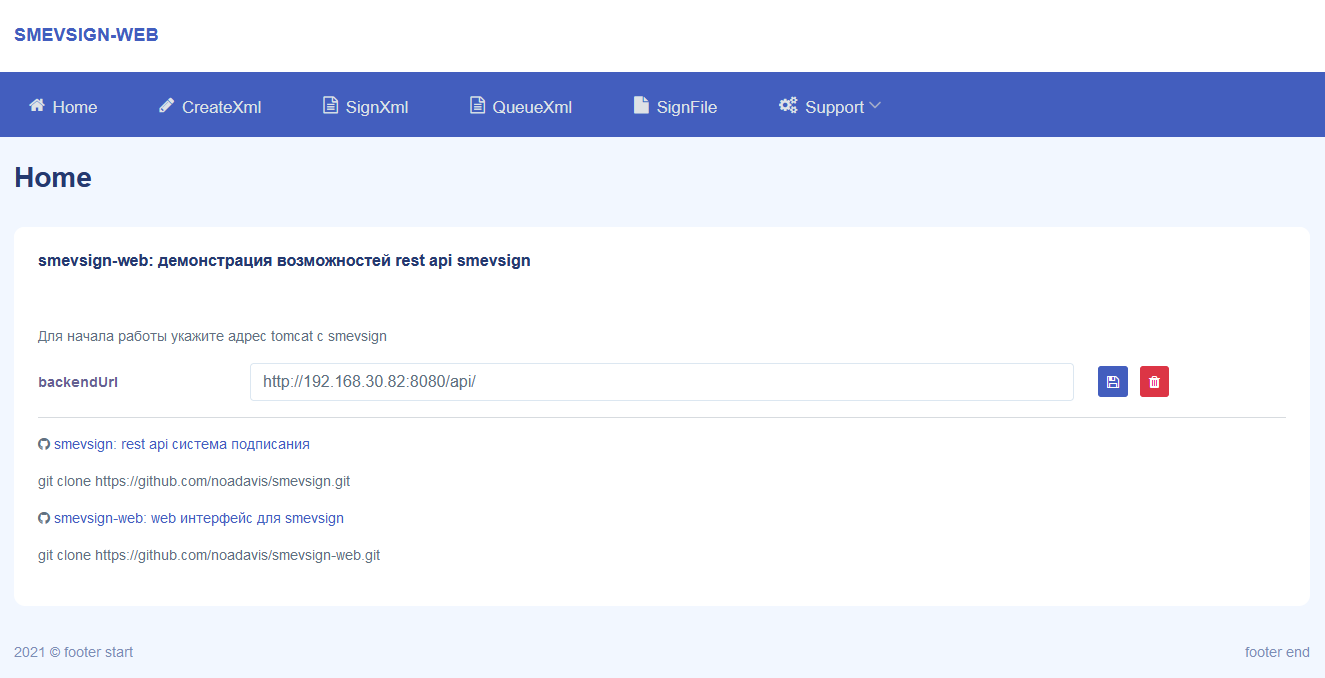 SMEVSIGN-WEB
Home CreateXml SignXml QueueXml SignFile Support
Home
smevsign-web: демонстрация возможностей rest api smevsign
Для начала работы укажите адрес tomcat с smevsign
backendUrl http://192.168.30.82:8080/api/
smevsign: rest api система подписания
git clone https://github.com/noadavis/smevsign.git
smevsign-web: web интерфейс для smevsign
git clone https://github.com/noadavis/smevsign-web.git
2021 © footer start footer end